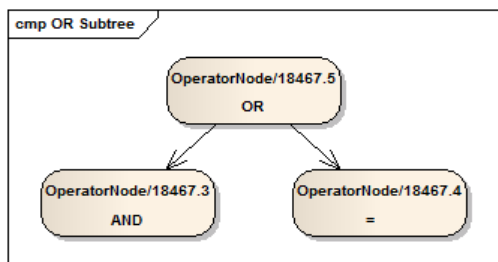 cmp OR Subtree
OperatorNode/18467.5
OR
OperatorNode/18467.3
AND
OperatorNode/18467.4
=